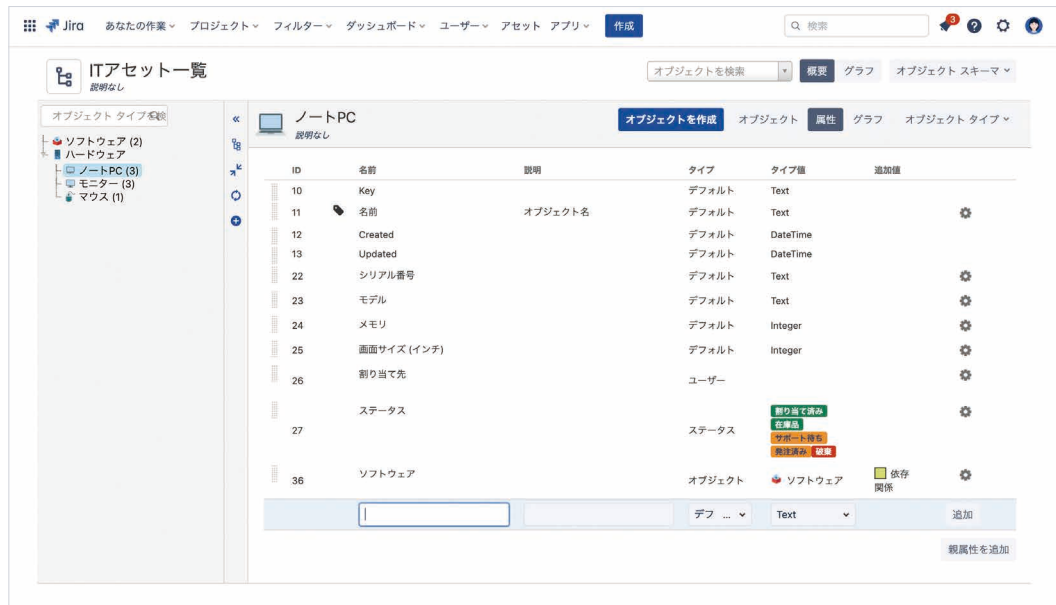 Jira あなたの作業 プロジェクト フィルター ダッシュボード ユーザー アセット アプリ 作成 検索 3
ITアセット一覧
説明なし
オブジェクトを検索 概要 グラフ オブジェクト スキーマ
オブジェクト タイプを検
ソフトウェア (2)
ハードウェア
ノートPC (3)
モニター (3)
マウス (1)
ノートPC
説明なし
オブジェクトを作成 オブジェクト 属性 グラフ オブジェクト タイプ
ID 名前 説明 タイプ タイプ値 追加値
10 Key デフォルト Text
11 名前 オブジェクト名 デフォルト Text
12 Created デフォルト DateTime
13 Updated デフォルト DateTime
22 シリアル番号 デフォルト Text
23 モデル デフォルト Text
24 メモリ デフォルト Integer
25 画面サイズ (インチ) デフォルト Integer
26 割り当て先 ユーザー
27 ステータス ステータス 割り当て済み
在庫品
サポート待ち
発注済み 破棄
36 ソフトウェア オブジェクト ソフトウェア 依存
関係
デフ ... Text 追加
親属性を追加